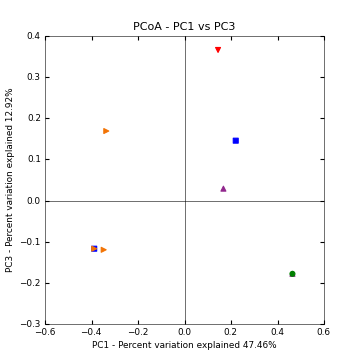 PCoA - PC1 vs PC3
0.4
0.3
0.2
0.1
0.0
−0.1
−0.2
−0.3
PC3 - Percent variation explained 12.92%
−0.6 −0.4 −0.2 0.0 0.2 0.4 0.6
PC1 - Percent variation explained 47.46%